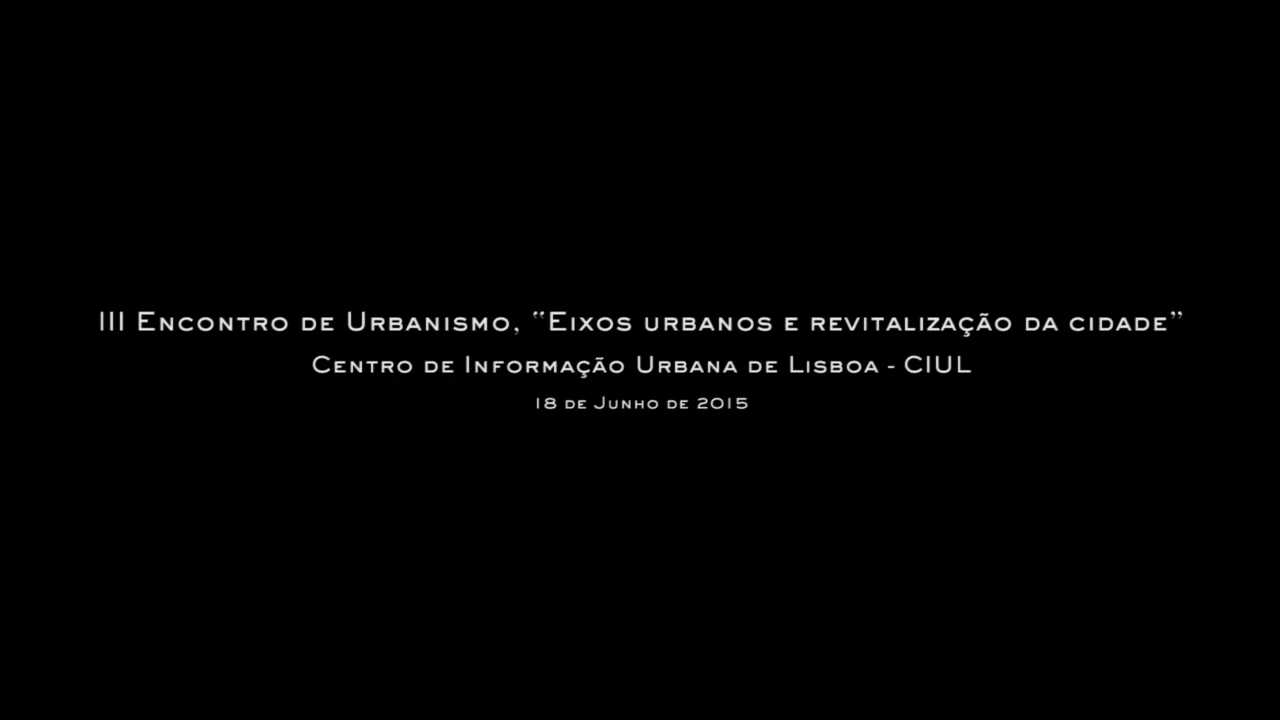 III Encontro de Urbanismo, “Eixos urbanos e revitalização da cidade”
Centro de Informação Urbana de Lisboa - CIUL
18 de Junho de 2015